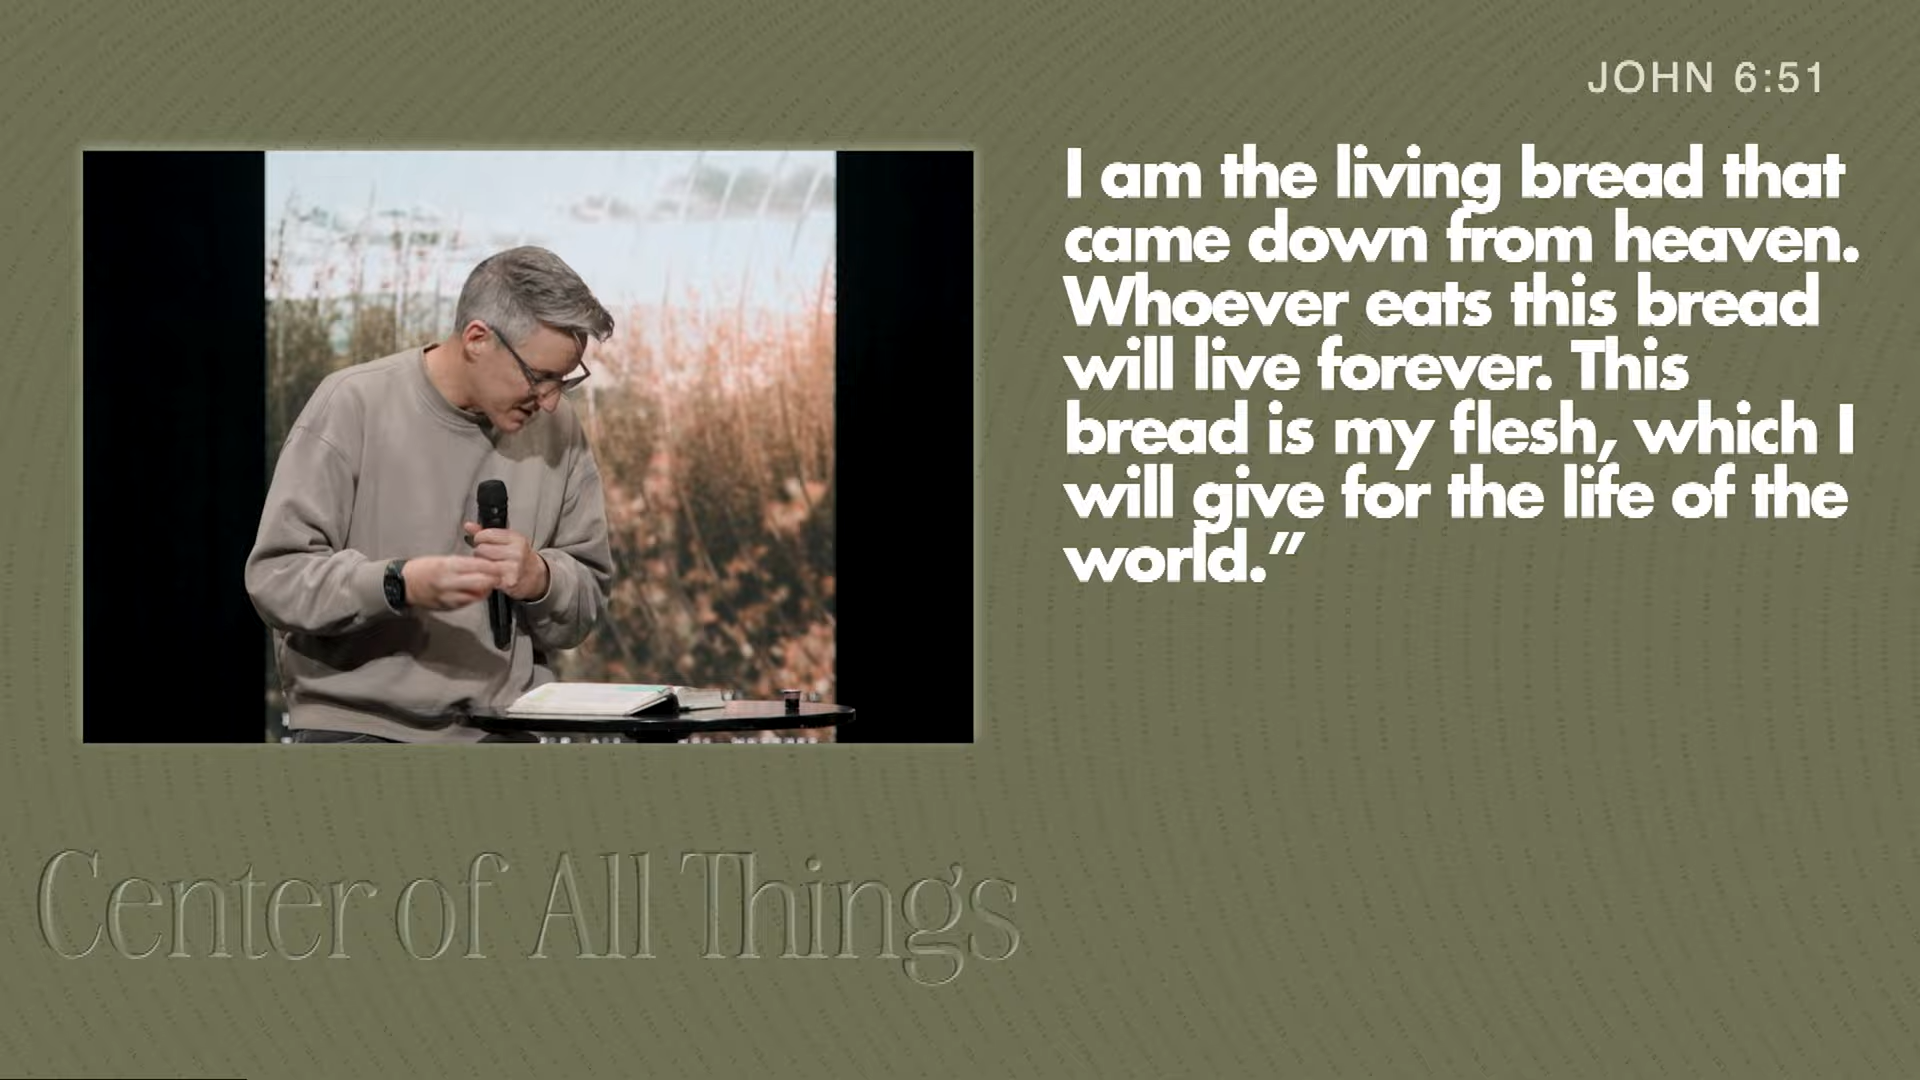 JOHN 6:51
I am the living bread that
came down from heaven.
Whoever eats this bread
will live forever. This
bread is my flesh, which I
will give for the life of the
world.”
Center of All Things